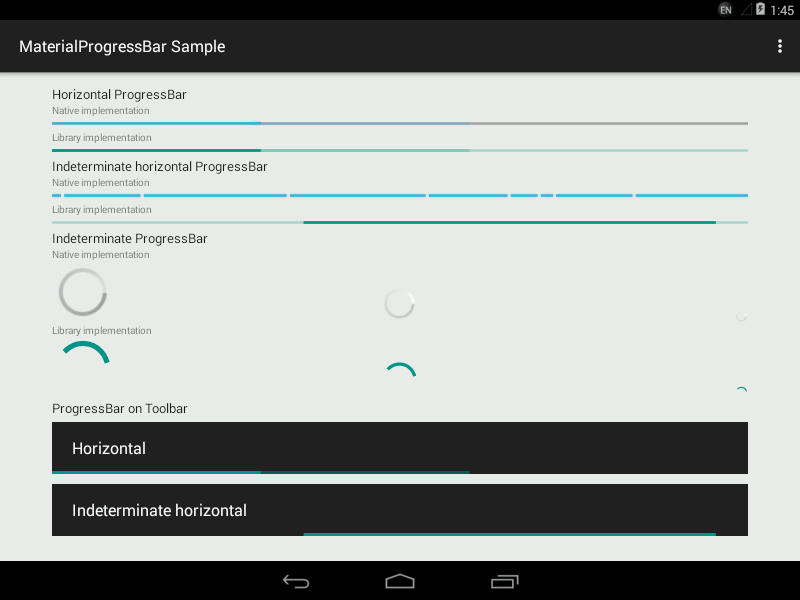 EN 1:45
MaterialProgressBar Sample
Horizontal ProgressBar
Native implementation
Library implementation
Indeterminate horizontal ProgressBar
Native implementation
Library implementation
Indeterminate ProgressBar
Native implementation
Library implementation
ProgressBar on Toolbar
Horizontal
Indeterminate horizontal